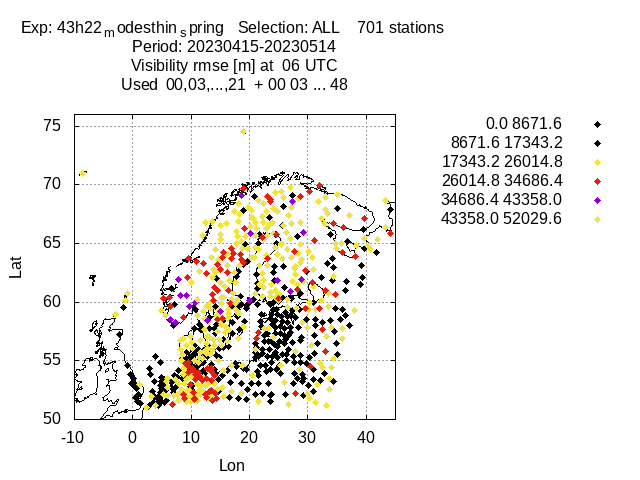 Exp: 43h22modesthinspring Selection: ALL 701 stations
Period: 20230415-20230514
Visibility rmse [m] at 06 UTC
Used 00,03,...,21 + 00 03 ... 48
0.0 8671.6
8671.6 17343.2
17343.2 26014.8
26014.8 34686.4
34686.4 43358.0
43358.0 52029.6
75
70
65
60
55
50
Lat
-10 0 10 20 30 40
Lon